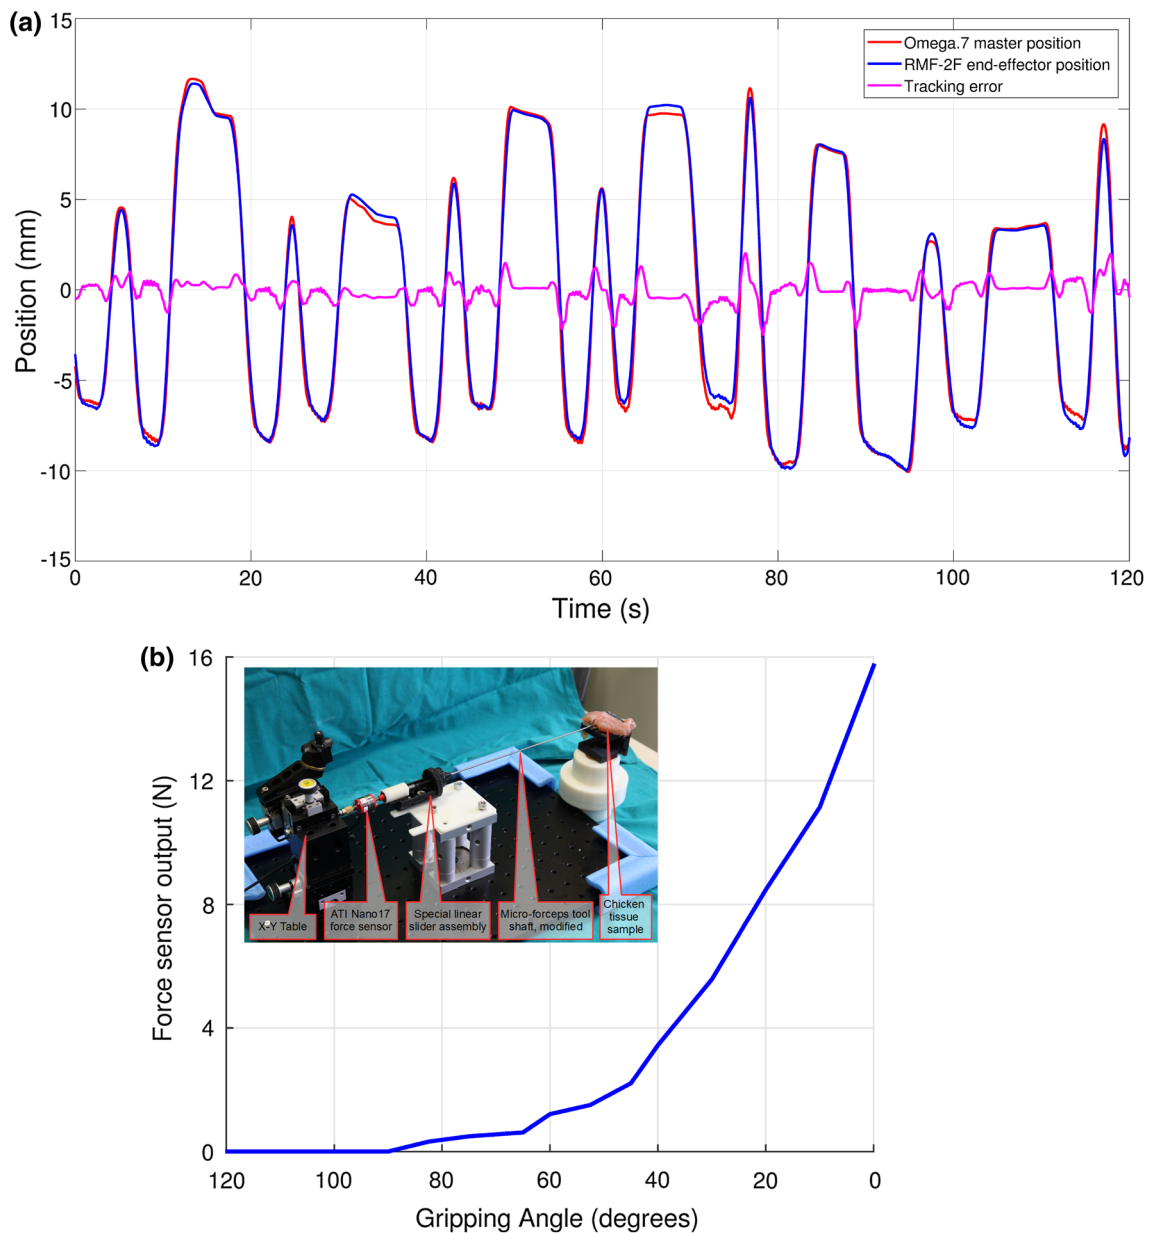 (a)
15
10
5
0
-5
-10
-15
Position (mm)
Omega.7 master position
RMF-2F end-effector position
Tracking error
0 20 40 60 80 100 120
Time (s)
(b)
16
12
8
4
0
Force sensor output (N)
X-Y Table
ATI Nano17
force sensor
Special linear
slider assembly
Micro-forceps tool
shaft, modified
Chicken
tissue
sample
120 100 80 60 40 20 0
Gripping Angle (degrees)